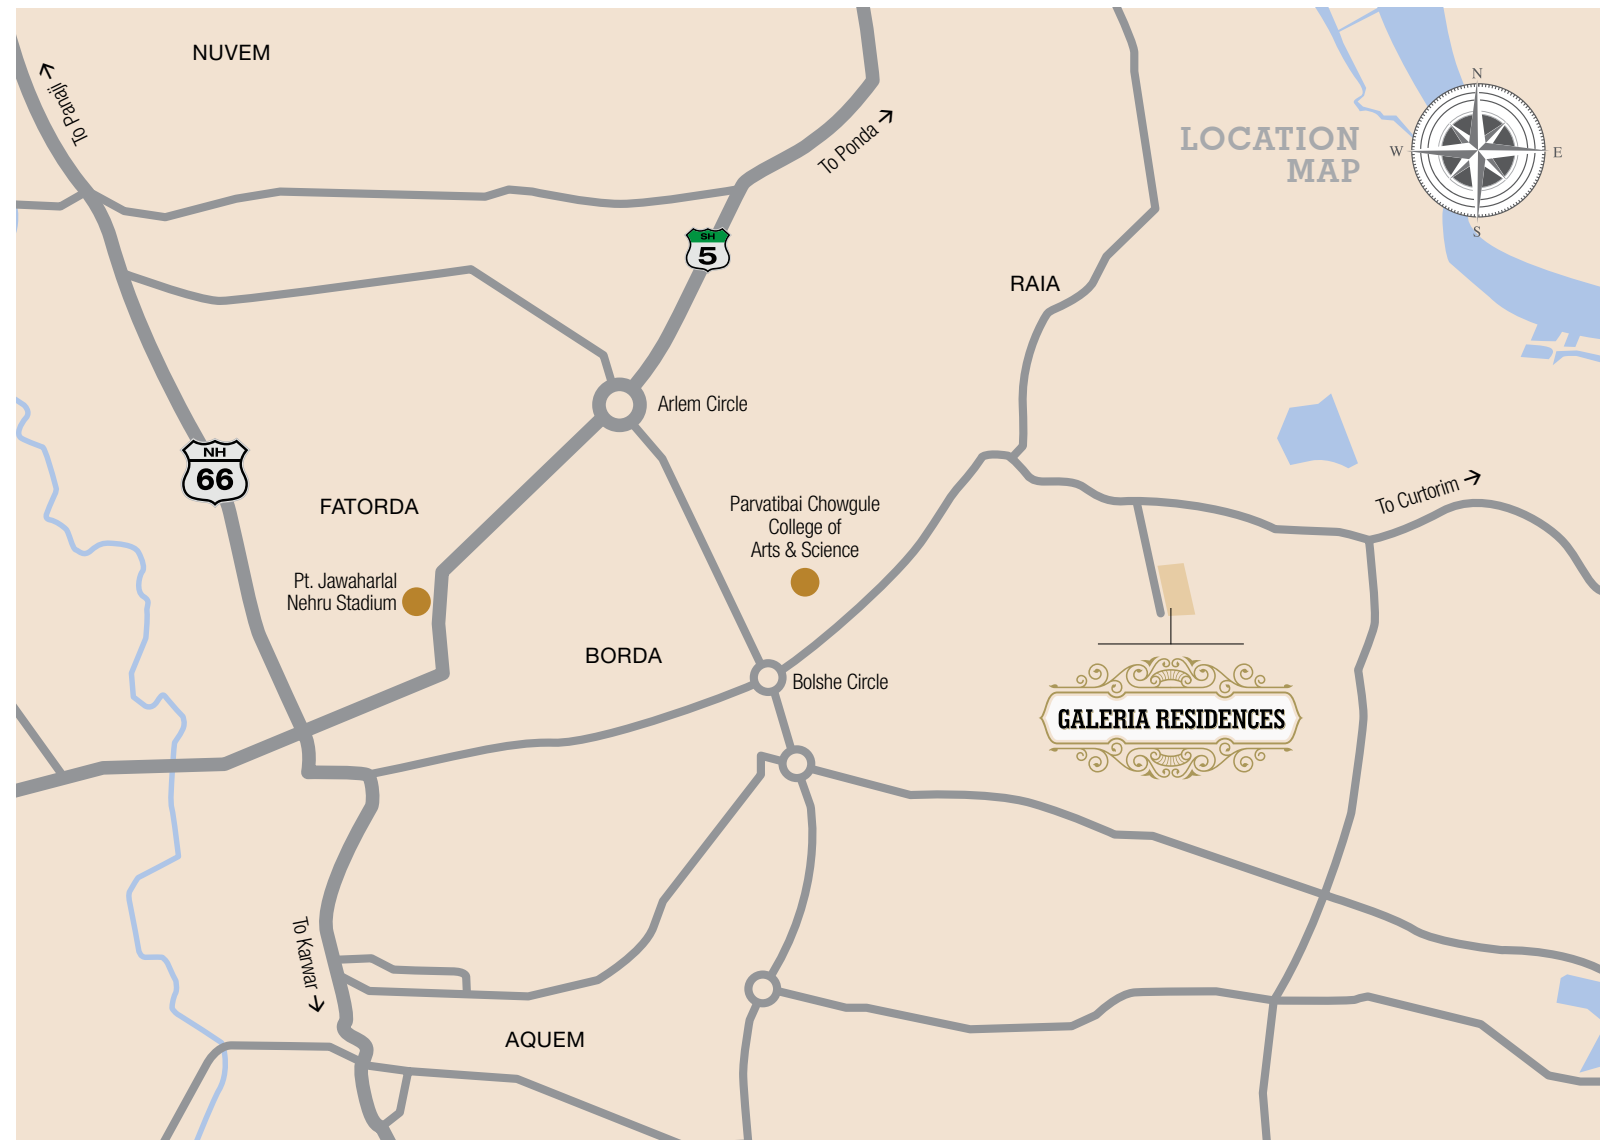 NUVEM
To Panaji
To Ponda
LOCATION
MAP
N
W
E
S
SH
5
RAIA
Arlem Circle
NH
66
FATORDA
Parvatibai Chowgule
College of
Arts & Science
To Curtorim
Pt. Jawaharlal
Nehru Stadium
BORDA
Bolshe Circle
GALERIA RESIDENCES
To Karwar
AQUEM